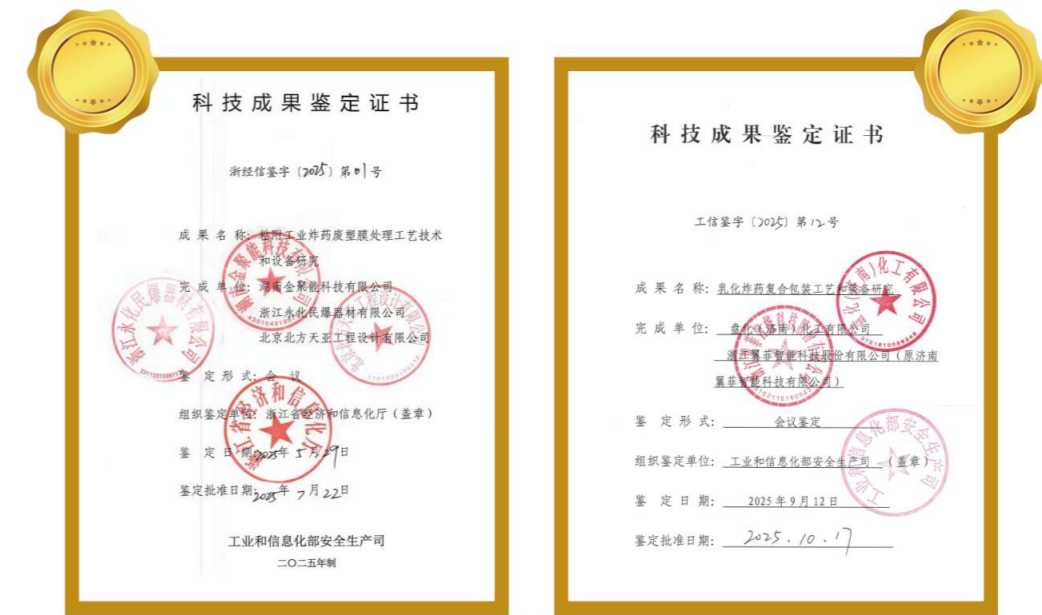 科技成果鉴定证书
浙经信鉴字〔2025〕第01号
成果名称：粘附工业炸药废塑膜处理工艺技术
和设备研究
完成单位：湖南金聚能科技有限公司
浙江永化民爆器材有限公司
北京北方天亚工程设计有限公司
鉴定形式：会议
组织鉴定单位：浙江省经济和信息化厅（盖章）
鉴定日期：2025年5月29日
鉴定批准日期：2025年7月22日
工业和信息化部安全生产司
二〇二五年制
科技成果鉴定证书
工信鉴字〔2025〕第12号
成果名称：乳化炸药复合包装工艺和装备研究
完成单位：盘化（济南）化工有限公司
浙江翼菲智能科技股份有限公司（原济南
翼菲智能科技有限公司）
鉴定形式：会议鉴定
组织鉴定单位：工业和信息化部安全生产司（盖章）
鉴定日期：2025年9月12日
鉴定批准日期：2025.10.17